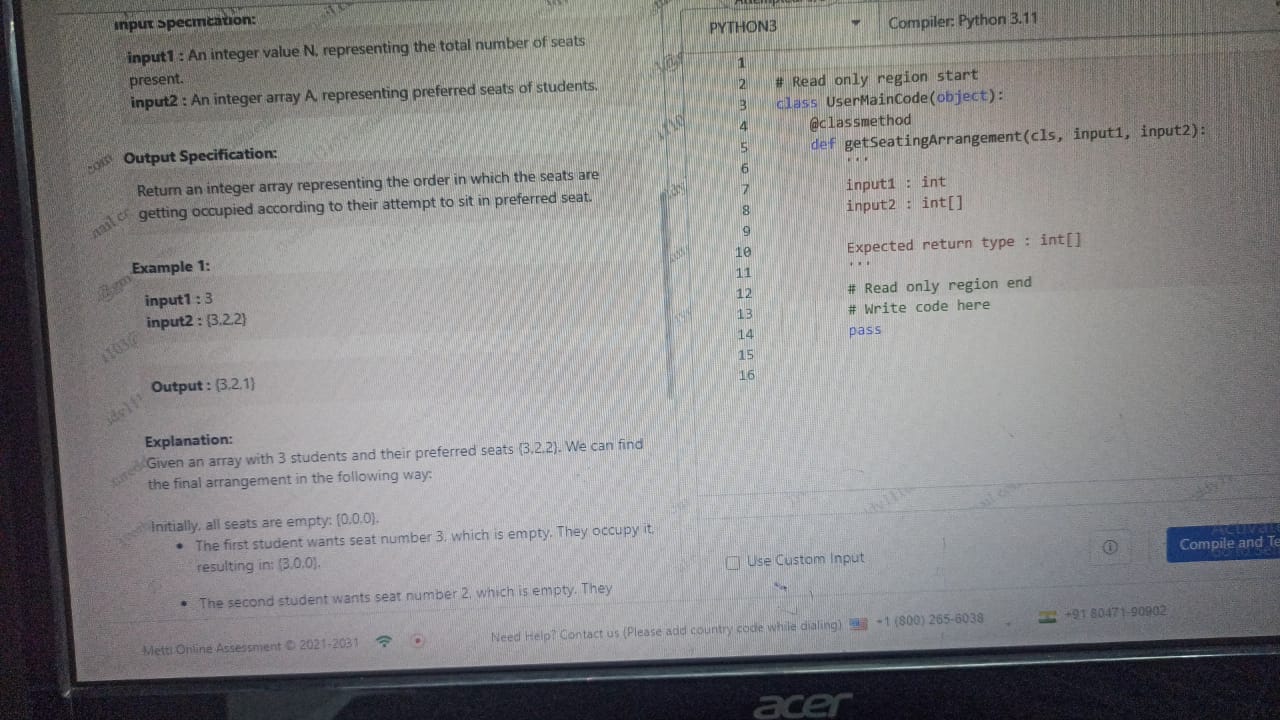 Input Specification:
input1 : An integer value N, representing the total number of seats
present.
input2 : An integer array A, representing preferred seats of students.
Output Specification:
Return an integer array representing the order in which the seats are
getting occupied according to their attempt to sit in preferred seat.
Example 1:
input1 : 3
input2 : {3,2,2}
Output : {3,2,1}
Explanation:
Given an array with 3 students and their preferred seats {3,2,2}. We can find
the final arrangement in the following way:
Initially, all seats are empty: {0,0,0}.
• The first student wants seat number 3, which is empty. They occupy it,
resulting in: {3,0,0}.
• The second student wants seat number 2, which is empty. They
PYTHON3
Compiler: Python 3.11
1
2 # Read only region start
3 class UserMainCode(object):
4 @classmethod
5 def getSeatingArrangement(cls, input1, input2):
6 '''
7 input1 : int
8 input2 : int[]
9
10 Expected return type : int[]
11 '''
12 # Read only region end
13 # Write code here
14 pass
15
16
Use Custom Input
Compile and Te
Mettl Online Assessment © 2021-2031
Need Help? Contact us (Please add country code while dialing)
+1 (800) 265-6038
+91 80471-90902
acer